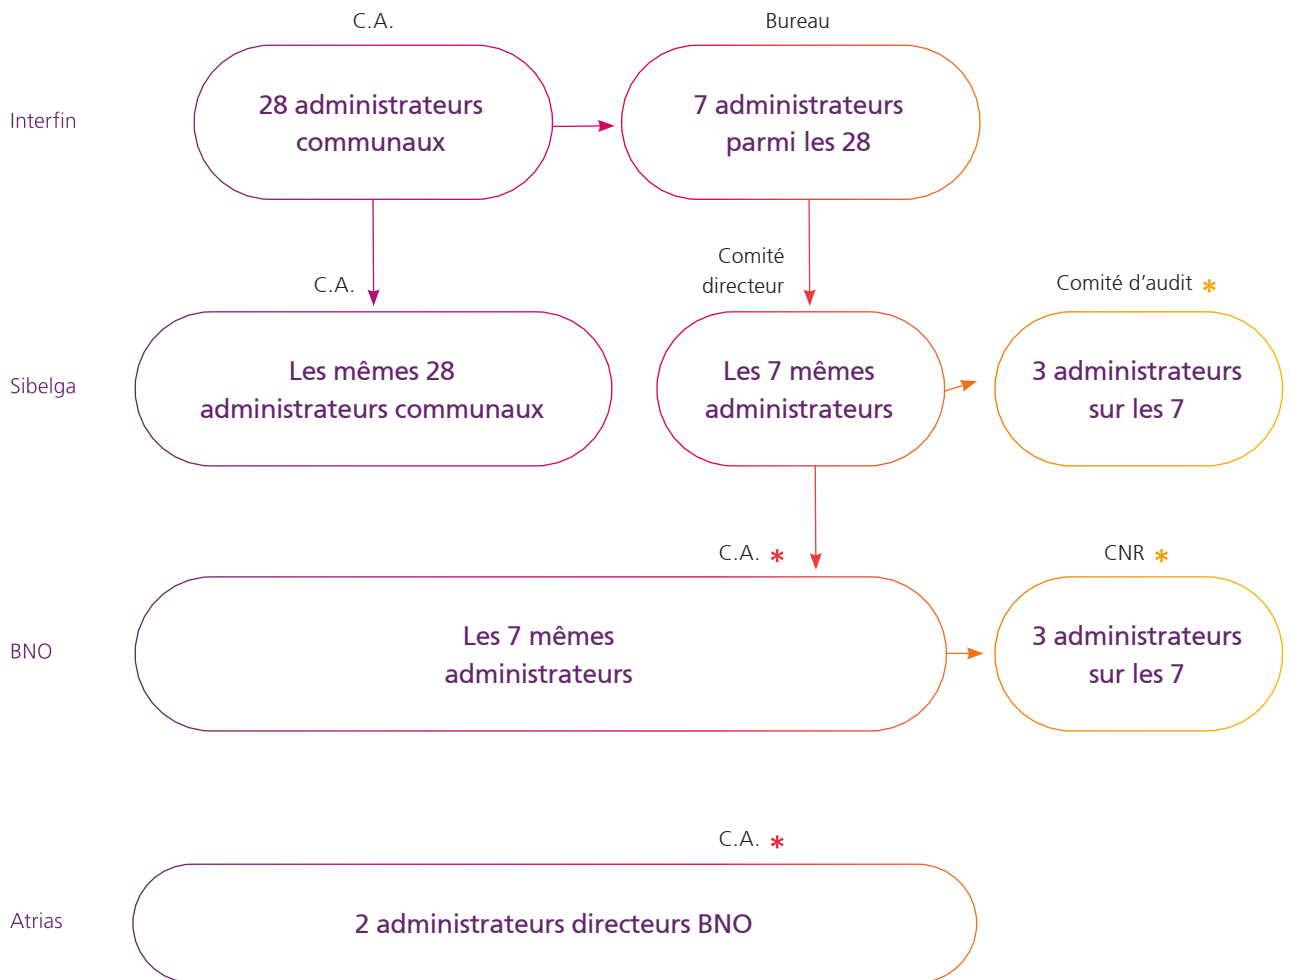 C.A.
Bureau
Interfin
28 administrateurs
communaux
7 administrateurs
parmi les 28
C.A.
Comité
directeur
Comité d'audit *
Sibelga
Les mêmes 28
administrateurs communaux
Les 7 mêmes
administrateurs
3 administrateurs
sur les 7
C.A. *
CNR *
BNO
Les 7 mêmes
administrateurs
3 administrateurs
sur les 7
C.A. *
Atrias
2 administrateurs directeurs BNO